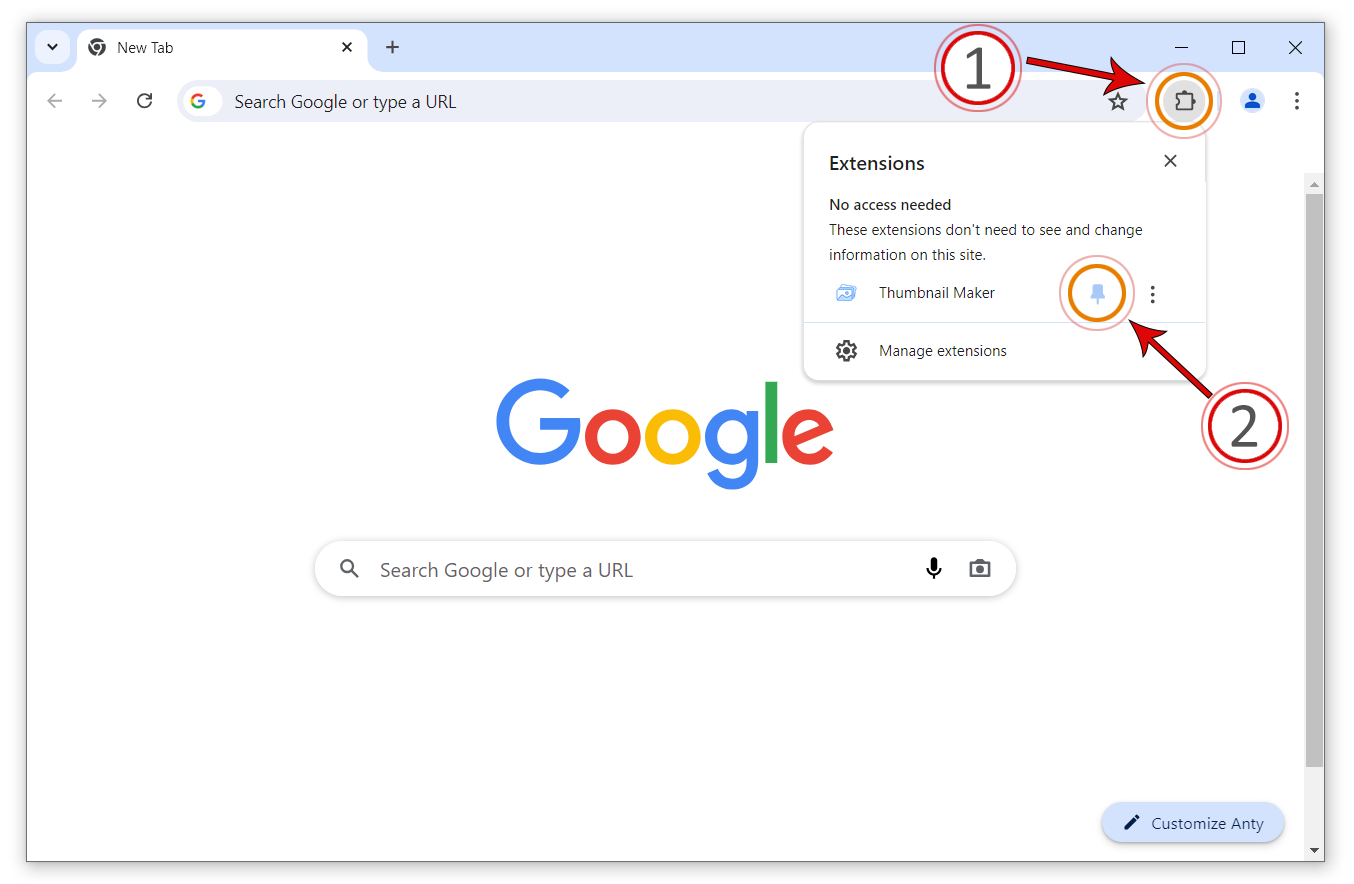 New Tab
1
Search Google or type a URL
Extensions
No access needed
These extensions don't need to see and change
information on this site.
Thumbnail Maker
Manage extensions
2
Google
Search Google or type a URL
Customize Anty